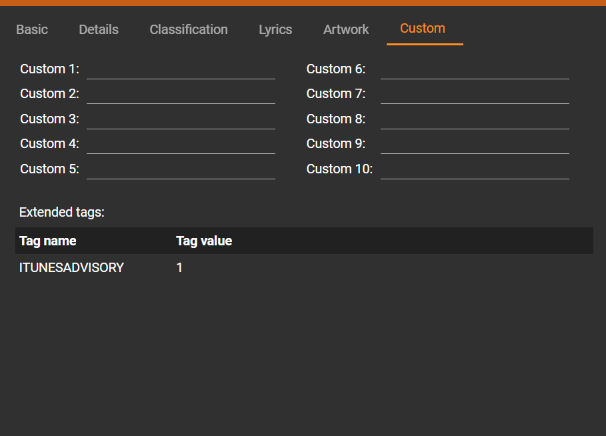 Basic Details Classification Lyrics Artwork Custom
Custom 1: Custom 6:
Custom 2: Custom 7:
Custom 3: Custom 8:
Custom 4: Custom 9:
Custom 5: Custom 10:
Extended tags:
Tag name Tag value
ITUNESADVISORY 1